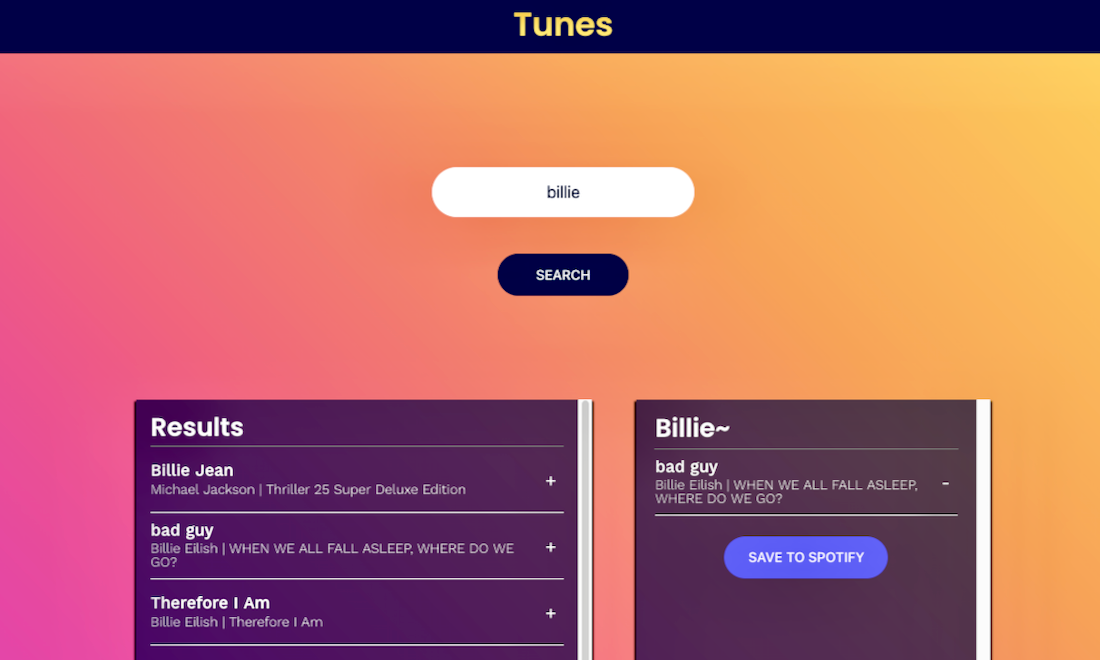 Tunes
billie
SEARCH
Results
Billie Jean
Michael Jackson | Thriller 25 Super Deluxe Edition
+
bad guy
Billie Eilish | WHEN WE ALL FALL ASLEEP, WHERE DO WE
GO?
+
Therefore I Am
Billie Eilish | Therefore I Am
+
Billie~
bad guy
Billie Eilish | WHEN WE ALL FALL ASLEEP,
WHERE DO WE GO?
-
SAVE TO SPOTIFY